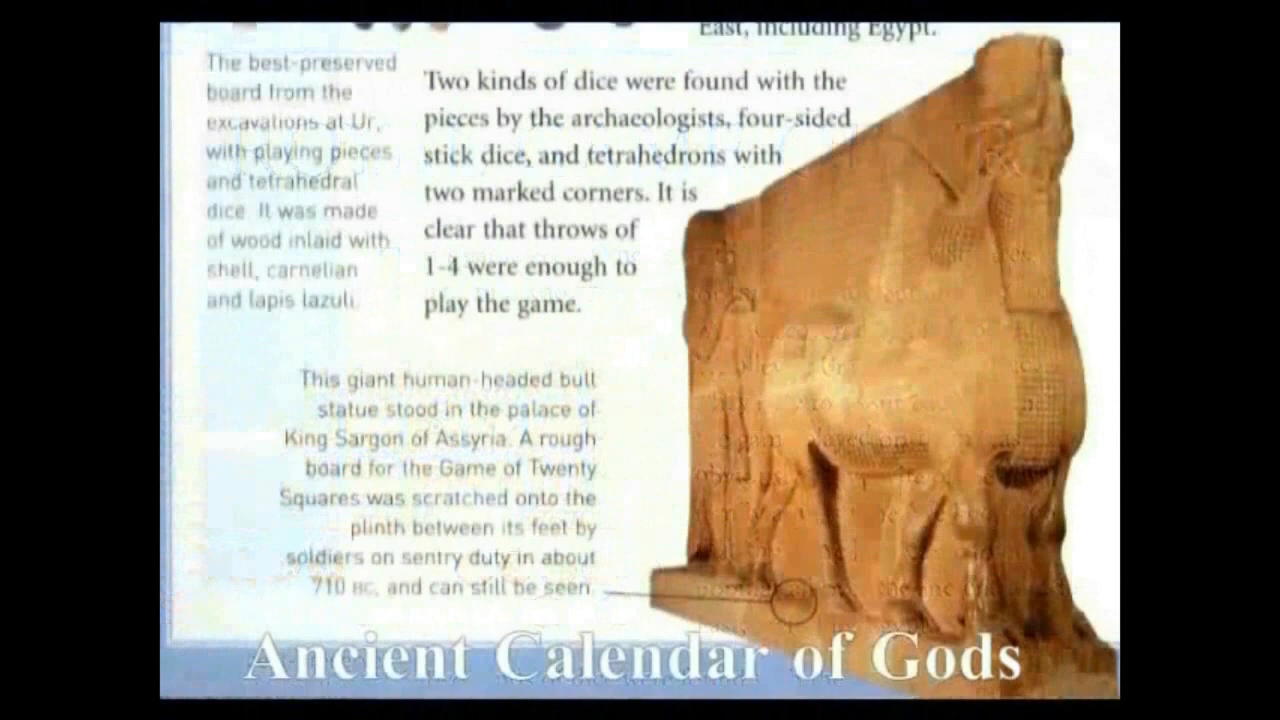 East, including Egypt.
The best-preserved
board from the
excavations at Ur,
with playing pieces
and tetrahedral
dice. It was made
of wood inlaid with
shell, carnelian
and lapis lazuli.
Two kinds of dice were found with the
pieces by the archaeologists, four-sided
stick dice, and tetrahedrons with
two marked corners. It is
clear that throws of
1-4 were enough to
play the game.
This giant human-headed bull
statue stood in the palace of
King Sargon of Assyria. A rough
board for the Game of Twenty
Squares was scratched onto the
plinth between its feet by
soldiers on sentry duty in about
710 BC, and can still be seen.
Ancient Calendar of Gods